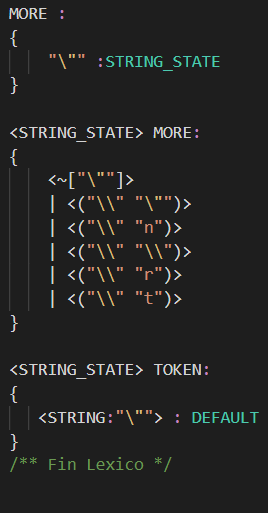 MORE :
{
"\"" :STRING_STATE
}
<STRING_STATE> MORE:
{
<~["\""]>
| <("\\" "\"")>
| <("\\" "n")>
| <("\\" "\\")>
| <("\\" "r")>
| <("\\" "t")>
}
<STRING_STATE> TOKEN:
{
<STRING:"\""> : DEFAULT
}
/** Fin Lexico */